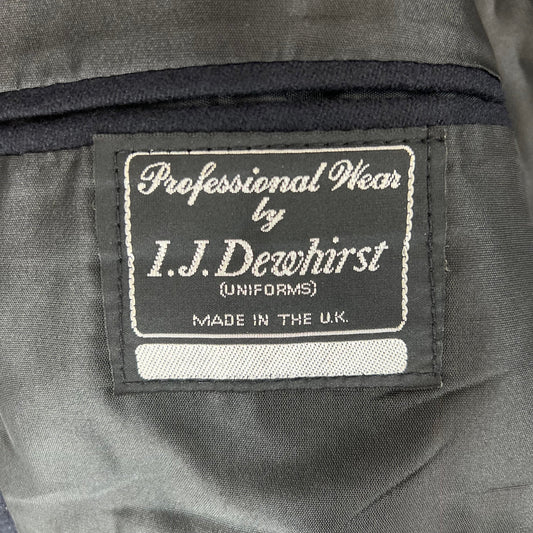 Professional Wear
by
I.J. Dewhirst
(UNIFORMS)
MADE IN THE U.K.